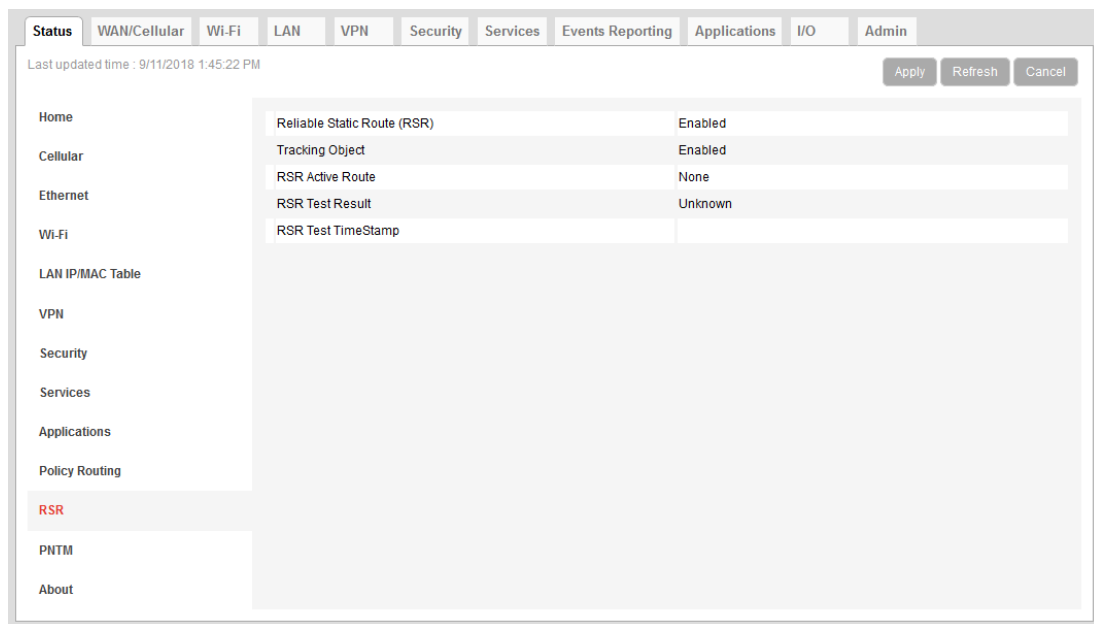 Status WAN/Cellular Wi-Fi LAN VPN Security Services Events Reporting Applications I/O Admin
Last updated time : 9/11/2018 1:45:22 PM
Apply Refresh Cancel
Home
Cellular
Ethernet
Wi-Fi
LAN IP/MAC Table
VPN
Security
Services
Applications
Policy Routing
RSR
PNTM
About
Reliable Static Route (RSR) Enabled
Tracking Object Enabled
RSR Active Route None
RSR Test Result Unknown
RSR Test TimeStamp